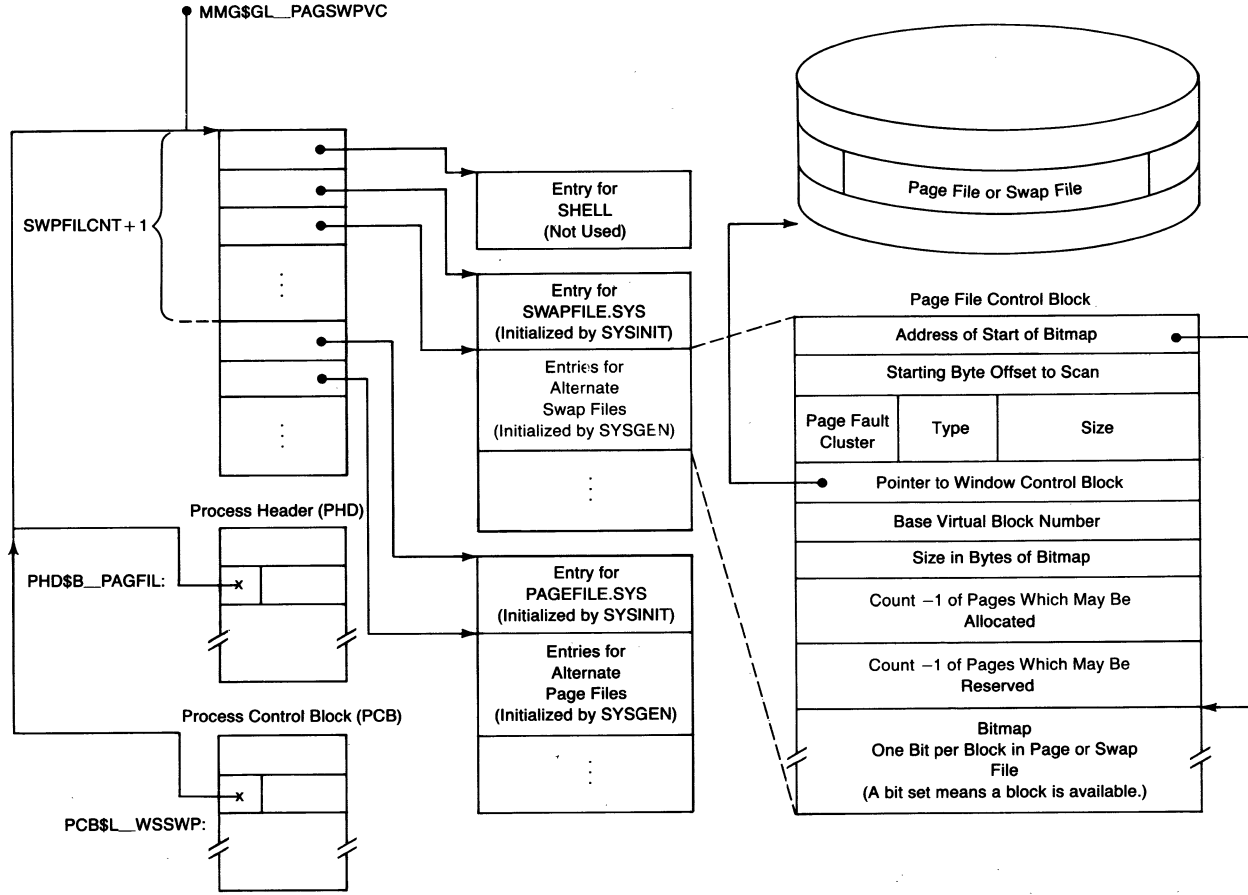 MMG$GL__PAGSWPVC
SWPFILCNT + 1
Entry for
SHELL
(Not Used)
Entry for
SWAPFILE.SYS
(Initialized by SYSINIT)
Entries for
Alternate
Swap Files
(Initialized by SYSGEN)
Process Header (PHD)
PHD$B__PAGFIL:
x
Entry for
PAGEFILE.SYS
(Initialized by SYSINIT)
Entries for
Alternate
Page Files
(Initialized by SYSGEN)
Process Control Block (PCB)
x
PCB$L__WSSWP:
Page File or Swap File
Page File Control Block
Address of Start of Bitmap
Starting Byte Offset to Scan
Page Fault
Cluster
Type
Size
Pointer to Window Control Block
Base Virtual Block Number
Size in Bytes of Bitmap
Count −1 of Pages Which May Be
Allocated
Count −1 of Pages Which May Be
Reserved
Bitmap
One Bit per Block in Page or Swap
File
(A bit set means a block is available.)